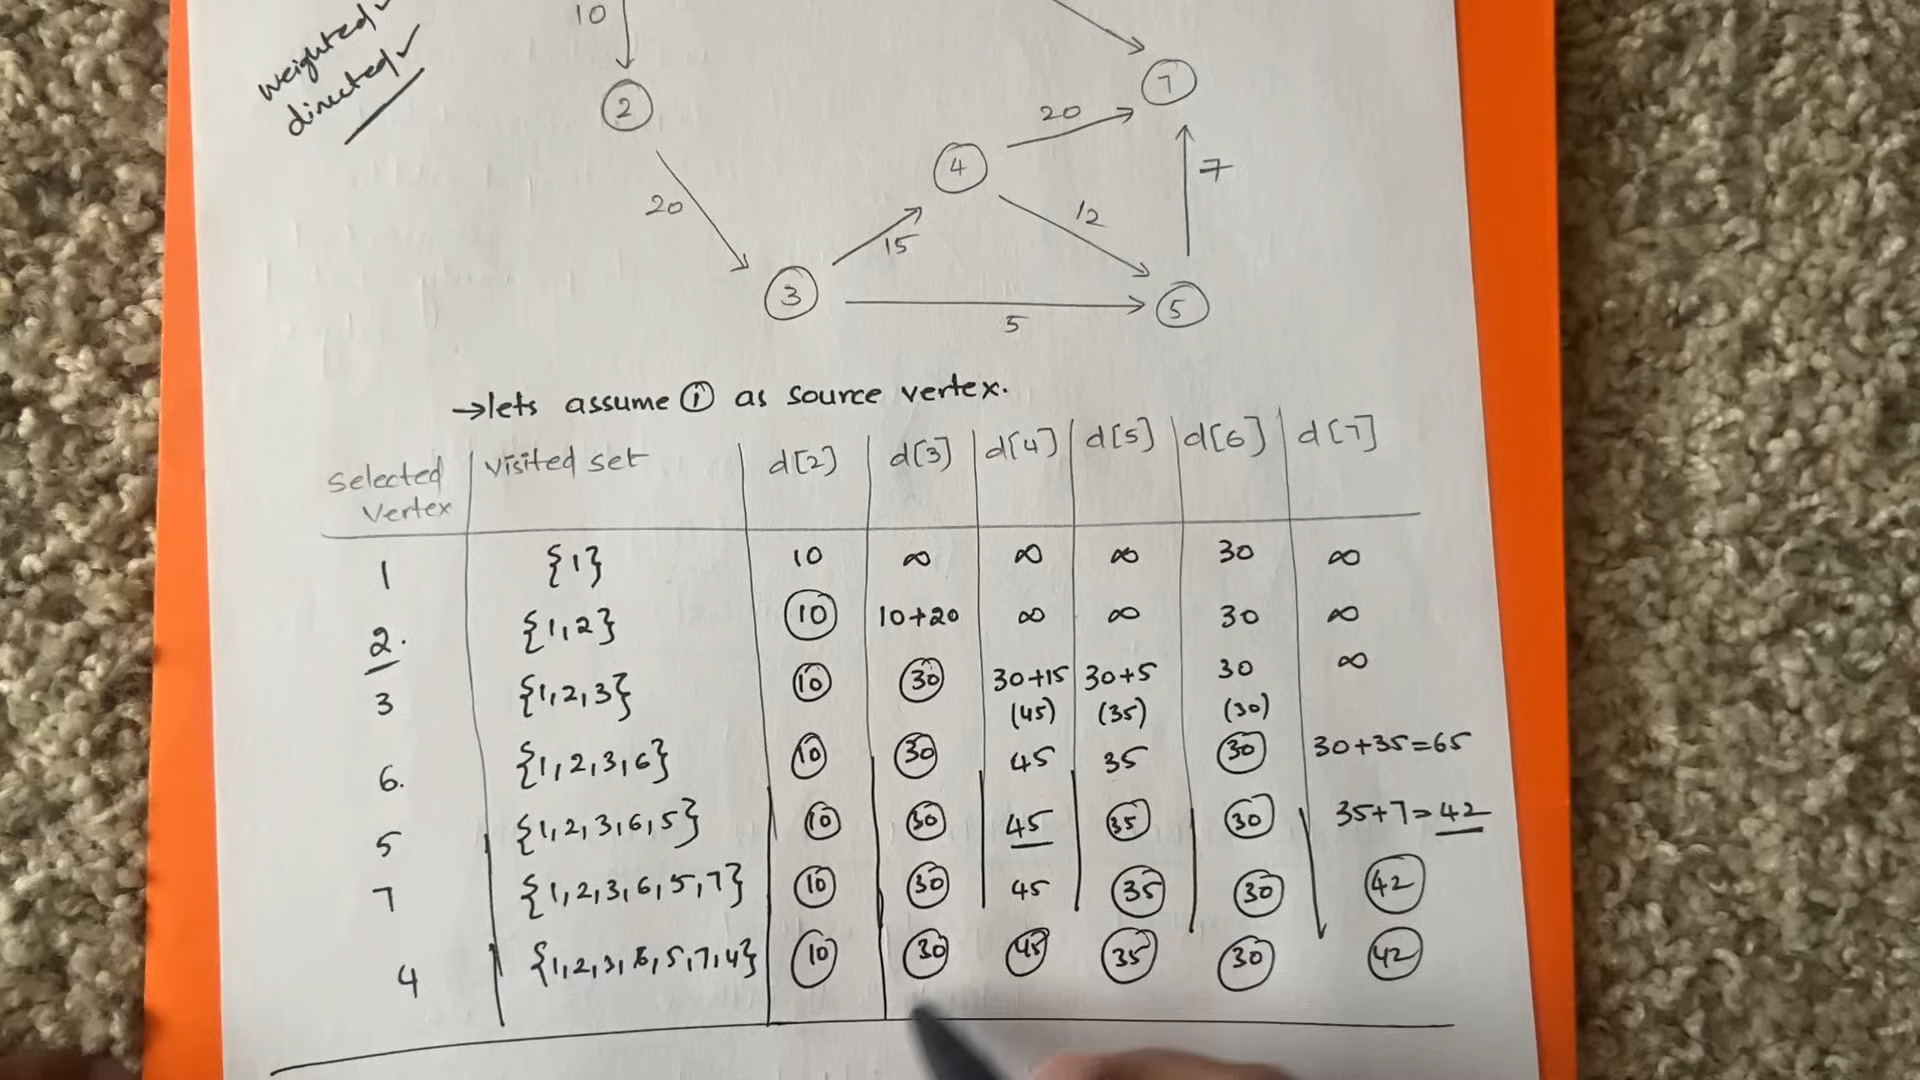 weighted ✓
directed ✓
10
2
7
20
4
7
20
12
15
3
5
5
→lets assume ① as source vertex.
Selected Vertex | visited set | d[2] | d[3] | d[4] | d[5] | d[6] | d[7]
1 {1} 10 ∞ ∞ ∞ 30 ∞
2. {1,2} 10 10+20 ∞ ∞ 30 ∞
3 {1,2,3} 10 30 30+15 30+5 30 ∞
(45) (35) (30)
6. {1,2,3,6} 10 30 45 35 30 30+35=65
5 {1,2,3,6,5} 10 30 45 35 30 35+7=42
7 {1,2,3,6,5,7} 10 30 45 35 30 42
4 {1,2,3,6,5,7,4} 10 30 45 35 30 42